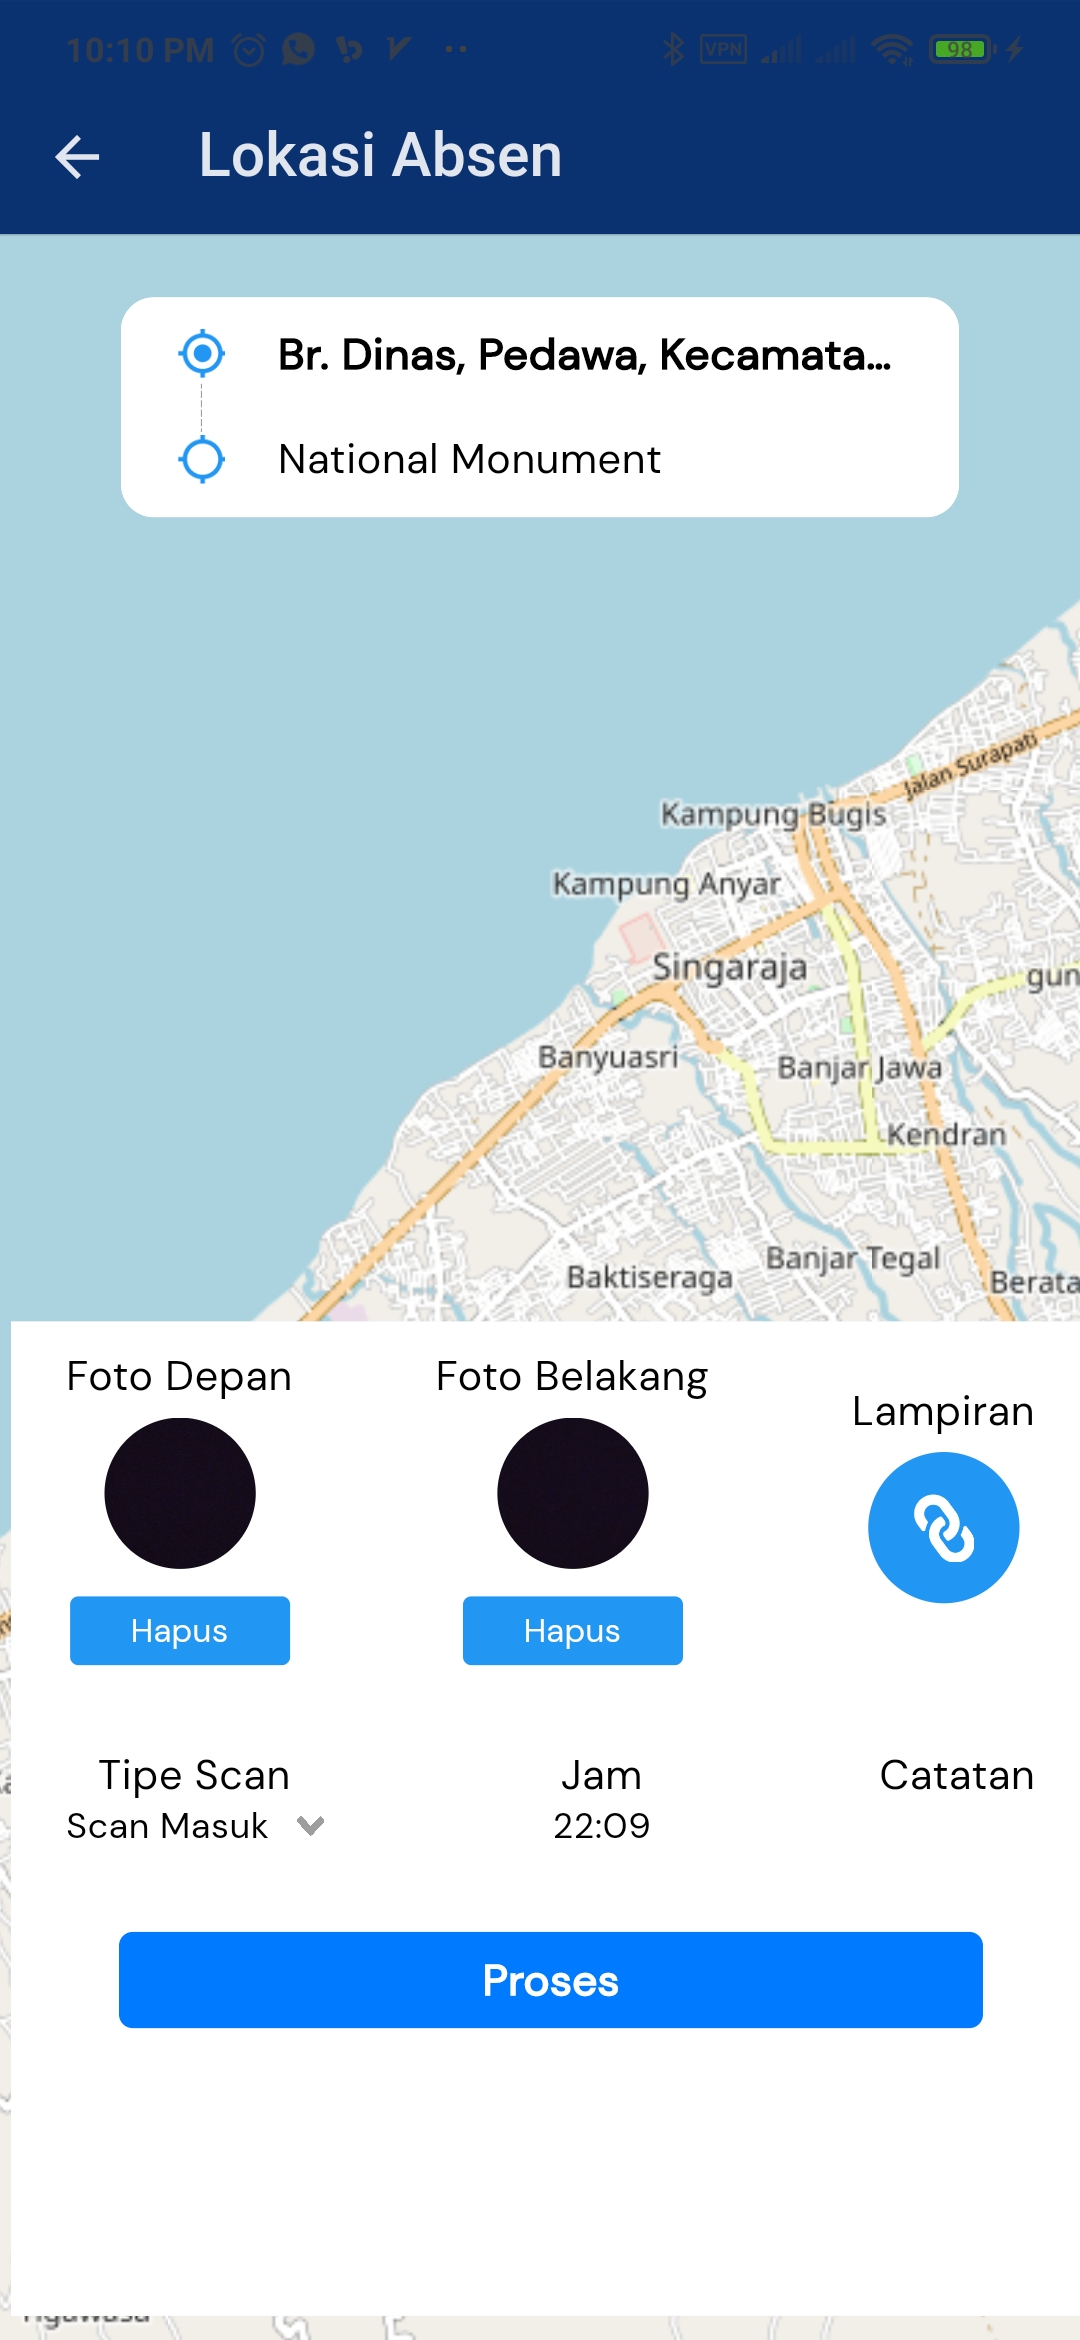 10:10 PM
VPN
98
Lokasi Absen
Br. Dinas, Pedawa, Kecamata...
National Monument
Jalan Surapati
Kampung Bugis
Kampung Anyar
Singaraja
gun
Banyuasri
Banjar Jawa
Kendran
Banjar Tegal
Baktiseraga
Berata
Foto Depan
Foto Belakang
Lampiran
Hapus
Hapus
Tipe Scan
Jam
Catatan
Scan Masuk
22:09
Proses